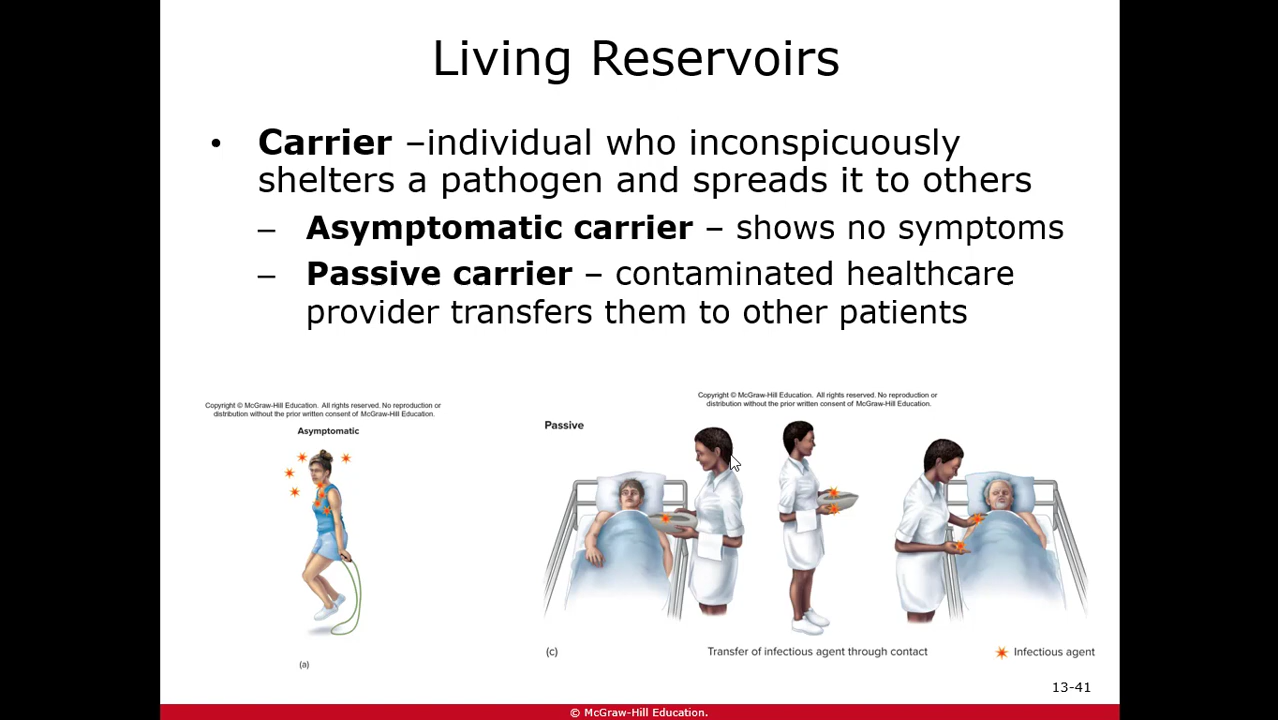 Living Reservoirs
• Carrier –individual who inconspicuously
shelters a pathogen and spreads it to others
– Asymptomatic carrier – shows no symptoms
– Passive carrier – contaminated healthcare
provider transfers them to other patients
Copyright © McGraw-Hill Education. All rights reserved. No reproduction or
distribution without the prior written consent of McGraw-Hill Education.
Asymptomatic
(a)
Copyright © McGraw-Hill Education. All rights reserved. No reproduction or
distribution without the prior written consent of McGraw-Hill Education.
Passive
(c)
Transfer of infectious agent through contact
Infectious agent
13-41
© McGraw-Hill Education.